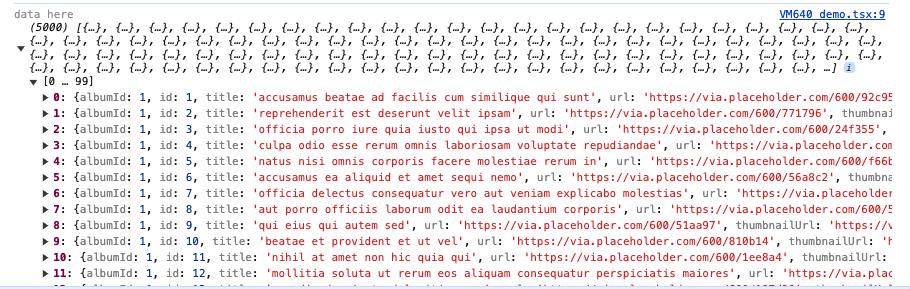 data here VM640 demo.tsx:9
(5000) [{…}, {…}, {…}, {…}, {…}, {…}, {…}, {…}, {…}, {…}, {…}, {…}, {…}, {…}, {…}, {…}, {…}, {…}, {…}, {…},
{…}, {…}, {…}, {…}, {…}, {…}, {…}, {…}, {…}, {…}, {…}, {…}, {…}, {…}, {…}, {…}, {…}, {…}, {…}, {…}, {…}, {…},
{…}, {…}, {…}, {…}, {…}, {…}, {…}, {…}, {…}, {…}, {…}, {…}, {…}, {…}, {…}, {…}, {…}, {…}, {…}, {…}, {…}, {…},
{…}, {…}, {…}, {…}, {…}, {…}, {…}, {…}, {…}, {…}, {…}, {…}, {…}, {…}, {…}, {…}, {…}, {…}, {…}, {…}, …] i
[0 … 99]
0: {albumId: 1, id: 1, title: 'accusamus beatae ad facilis cum similique qui sunt', url: 'https://via.placeholder.com/600/92c95
1: {albumId: 1, id: 2, title: 'reprehenderit est deserunt velit ipsam', url: 'https://via.placeholder.com/600/771796', thumbnai
2: {albumId: 1, id: 3, title: 'officia porro iure quia iusto qui ipsa ut modi', url: 'https://via.placeholder.com/600/24f355',
3: {albumId: 1, id: 4, title: 'culpa odio esse rerum omnis laboriosam voluptate repudiandae', url: 'https://via.placeholder.com
4: {albumId: 1, id: 5, title: 'natus nisi omnis corporis facere molestiae rerum in', url: 'https://via.placeholder.com/600/f66b
5: {albumId: 1, id: 6, title: 'accusamus ea aliquid et amet sequi nemo', url: 'https://via.placeholder.com/600/56a8c2', thumbna
6: {albumId: 1, id: 7, title: 'officia delectus consequatur vero aut veniam explicabo molestias', url: 'https://via.placeholder
7: {albumId: 1, id: 8, title: 'aut porro officiis laborum odit ea laudantium corporis', url: 'https://via.placeholder.com/600/5
8: {albumId: 1, id: 9, title: 'qui eius qui autem sed', url: 'https://via.placeholder.com/600/51aa97', thumbnailUrl: 'https://v
9: {albumId: 1, id: 10, title: 'beatae et provident et ut vel', url: 'https://via.placeholder.com/600/810b14', thumbnailUrl: 'h
10: {albumId: 1, id: 11, title: 'nihil at amet non hic quia qui', url: 'https://via.placeholder.com/600/1ee8a4', thumbnailUrl:
11: {albumId: 1, id: 12, title: 'mollitia soluta ut rerum eos aliquam consequatur perspiciatis maiores', url: 'https://via.plac